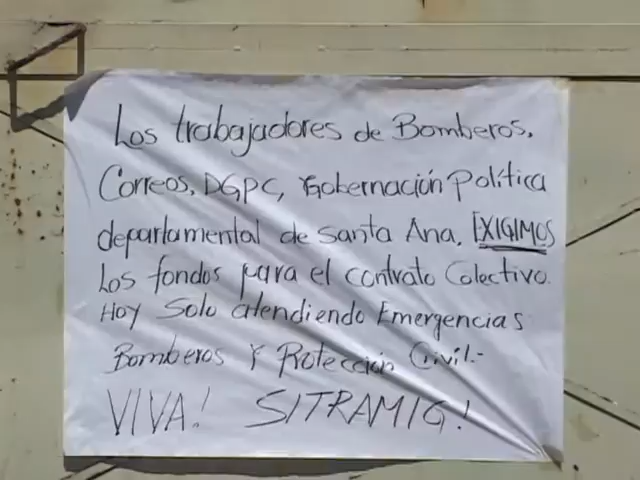 Los trabajadores de Bomberos,
Correos, DGPC, Gobernación Política
departamental de Santa Ana, EXIGIMOS
Los fondos para el contrato Colectivo.
Hoy Solo atendiendo Emergencias
Bomberos Y Protección Civil.-
VIVA! SITRAMIG!